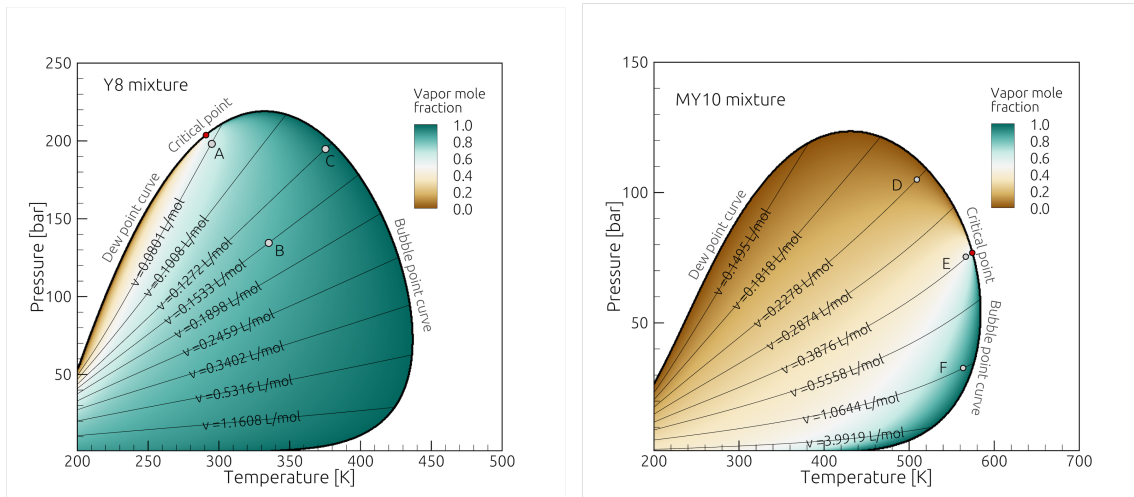 Y8 mixture
Vapor mole
fraction
1.0
0.8
0.6
0.4
0.2
0.0
Critical point
Dew point curve
Bubble point curve
A
B
C
v =0.0801 L/mol
v =0.1008 L/mol
v =0.1272 L/mol
v =0.1533 L/mol
v =0.1898 L/mol
v =0.2459 L/mol
v =0.3402 L/mol
v =0.5316 L/mol
v =1.1608 L/mol
Pressure [bar]
250
200
150
100
50
200 250 300 350 400 450 500
Temperature [K]
MY10 mixture
Vapor mole
fraction
1.0
0.8
0.6
0.4
0.2
0.0
Critical point
Dew point curve
Bubble point curve
D
E
F
v =0.1495 L/mol
v =0.1818 L/mol
v =0.2278 L/mol
v =0.2874 L/mol
v =0.3876 L/mol
v =0.5558 L/mol
v =1.0644 L/mol
v =3.9919 L/mol
Pressure [bar]
150
100
50
200 300 400 500 600 700
Temperature [K]